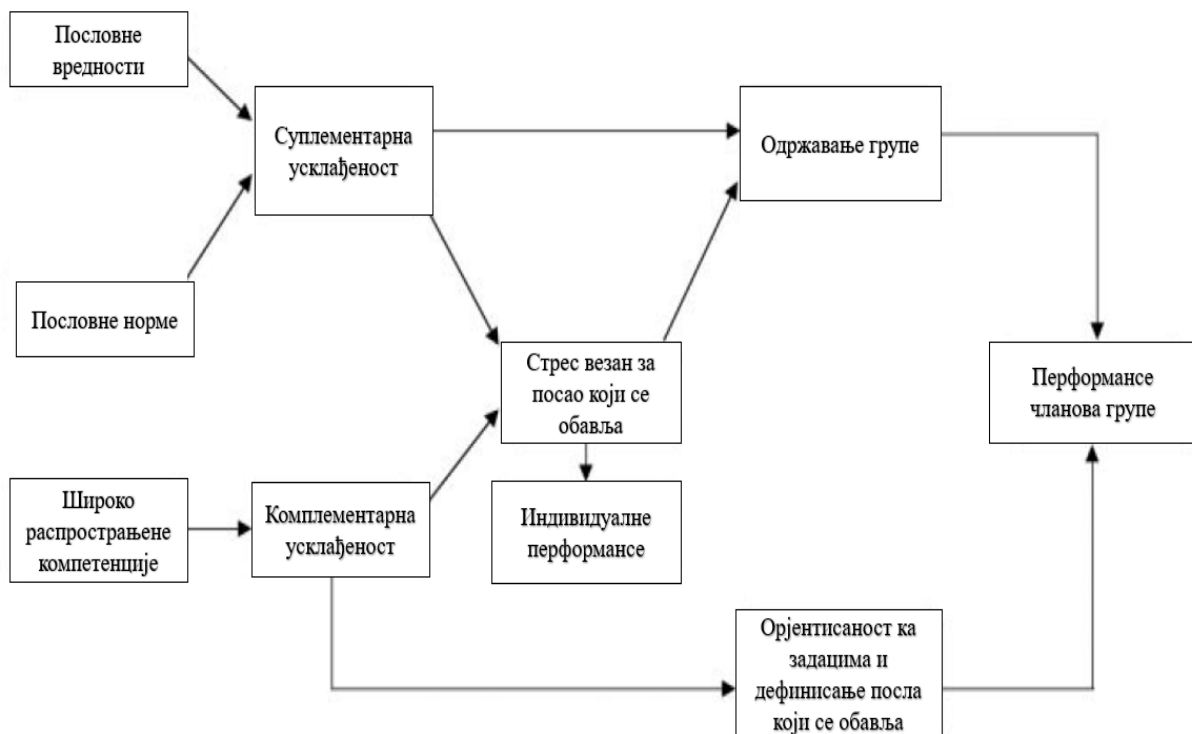 Пословне
вредности
Суплементарна
усклађеност
Одржавање групе
Пословне норме
Стрес везан за
посао који се
обавља
Перформансе
чланова групе
Широко
распрострањене
компетенције
Комплементарна
усклађеност
Индивидуалне
перформансе
Орјентисаност ка
задацима и
дефинисање посла
који се обавља